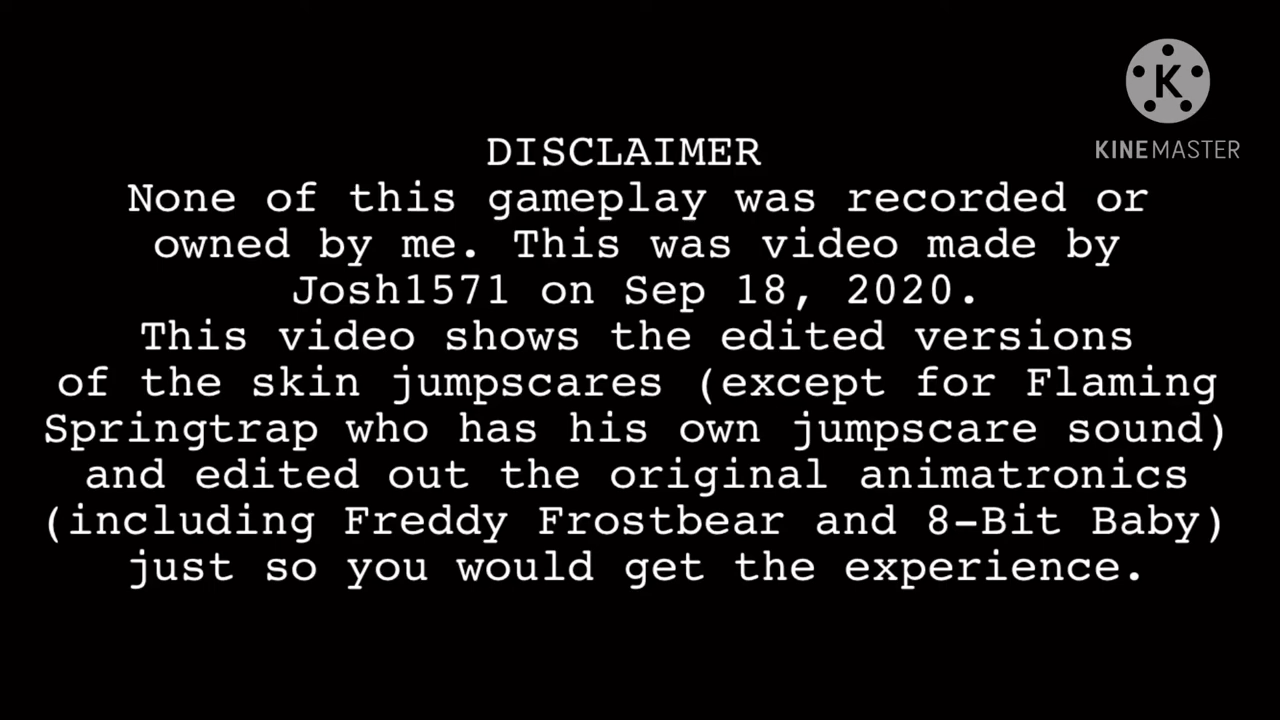 K
KINEMASTER
DISCLAIMER
None of this gameplay was recorded or
owned by me. This was video made by
Josh1571 on Sep 18, 2020.
This video shows the edited versions
of the skin jumpscares (except for Flaming
Springtrap who has his own jumpscare sound)
and edited out the original animatronics
(including Freddy Frostbear and 8-Bit Baby)
just so you would get the experience.